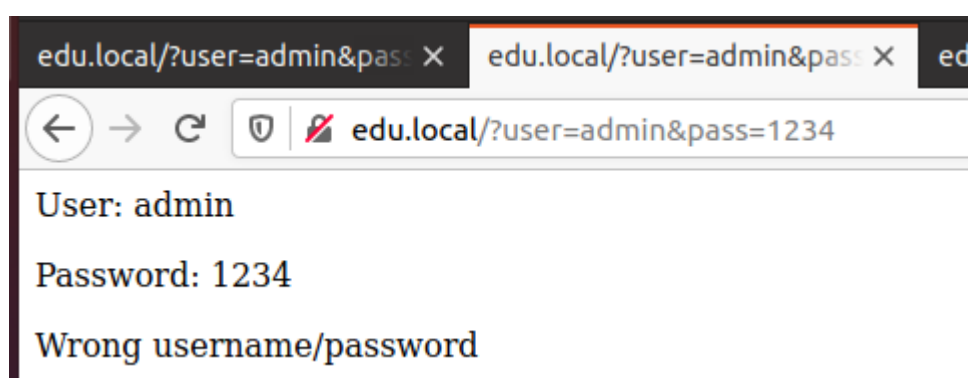 edu.local/?user=admin&pass edu.local/?user=admin&pass ed
edu.local/?user=admin&pass=1234
User: admin
Password: 1234
Wrong username/password